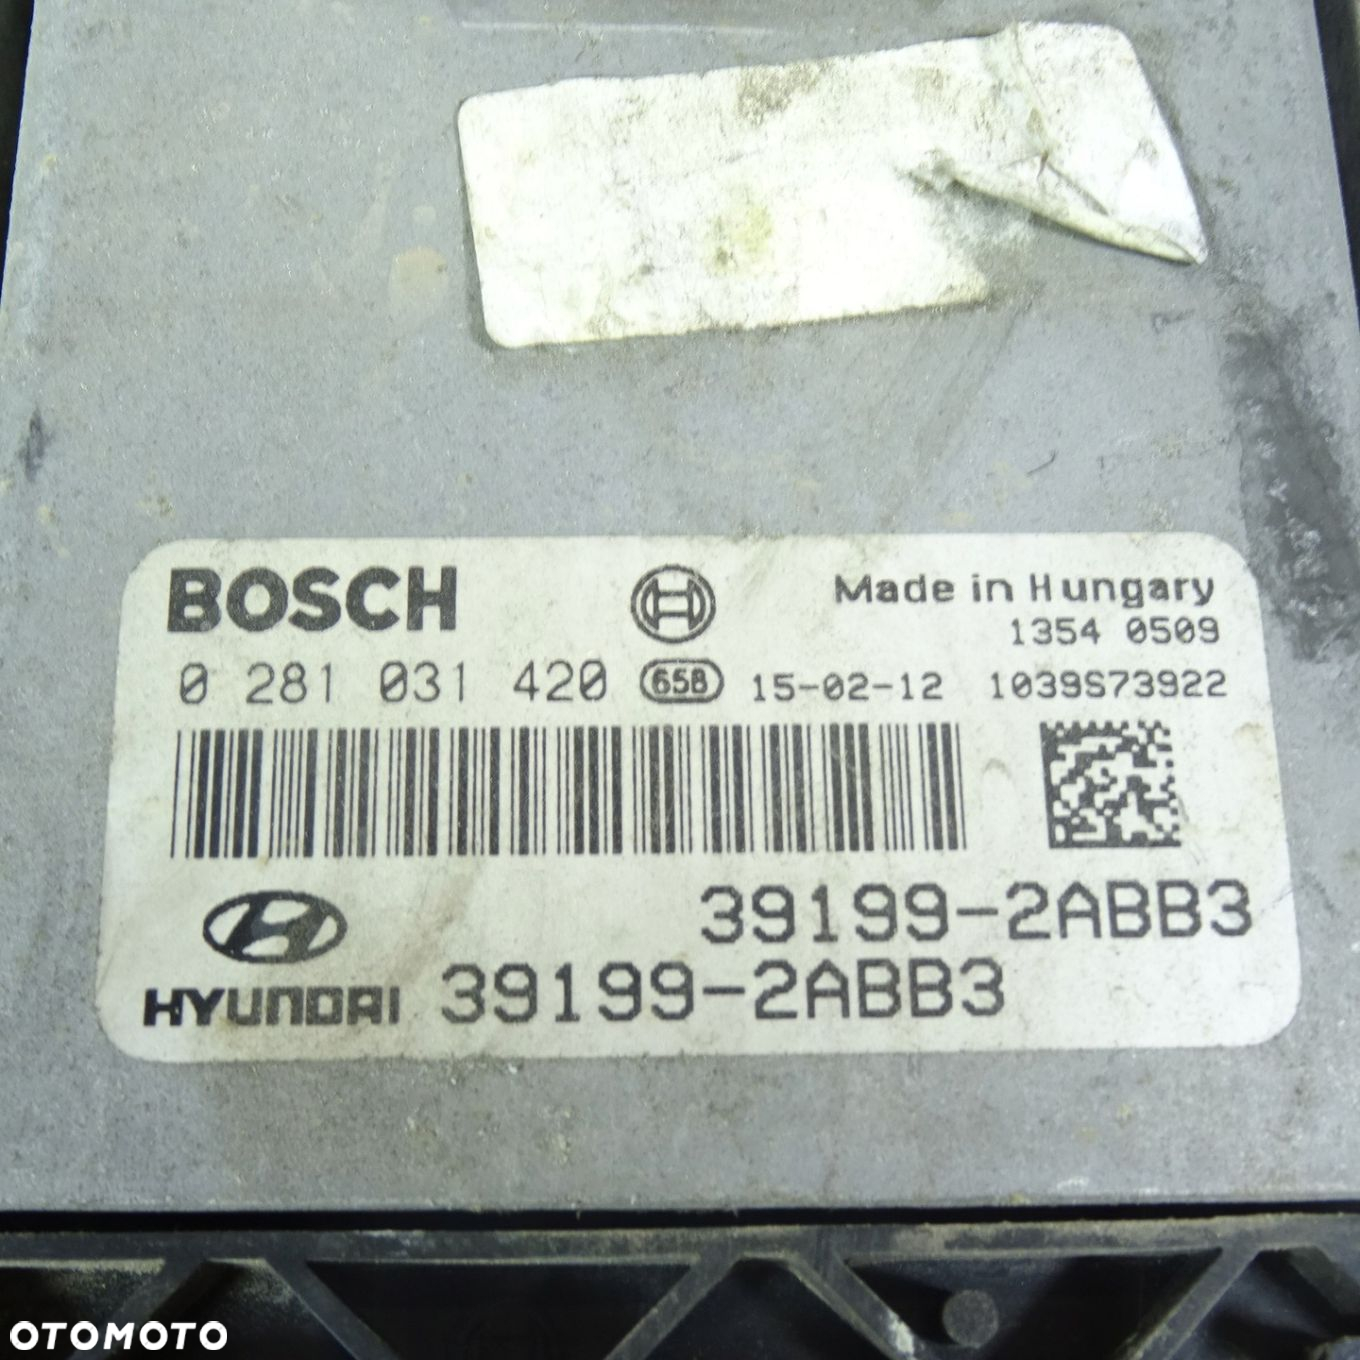 BOSCH
Made in Hungary
1354 0509
0 281 031 420 65B 15-02-12 1039S73922
39199-2ABB3
HYUNDAI 39199-2ABB3
OTOMOTO